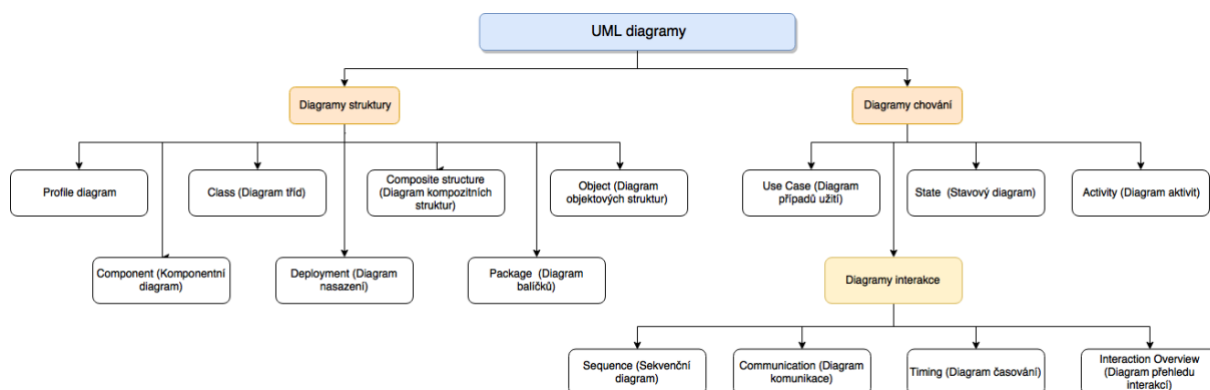 UML diagramy
Diagramy struktury
Diagramy chování
Profile diagram
Class (Diagram tříd)
Composite structure
(Diagram kompozitních
struktur)
Object (Diagram
objektových struktur)
Use Case (Diagram
případů užití)
State (Stavový diagram)
Activity (Diagram aktivit)
Component (Komponentní
diagram)
Deployment (Diagram
nasazení)
Package (Diagram
balíčků)
Diagramy interakce
Sequence (Sekvenční
diagram)
Communication (Diagram
komunikace)
Timing (Diagram časování)
Interaction Overview
(Diagram přehledu
interakcí)